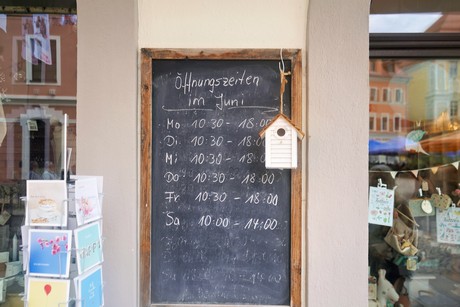 Öffnungszeiten
im Juni
Mo 10:30 - 18:00
Di 10:30 - 18:00
Mi 10:30 - 18:00
Do 10:30 - 18:00
Fr 10:30 - 18:00
Sa 10:00 - 14:00